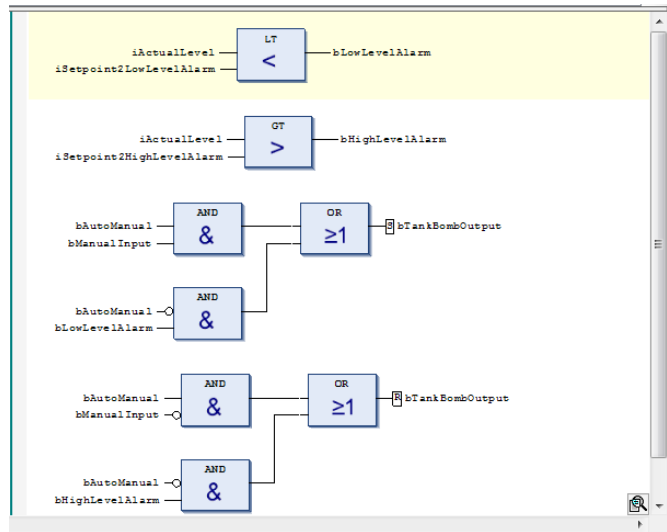 LT
iActualLevel
<
bLowLevelAlarm
iSetpoint2LowLevelAlarm
GT
iActualLevel
>
bHighLevelAlarm
iSetpoint2HighLevelAlarm
AND
OR
bAutoManual
&
≥1
S bTankBombOutput
bManualInput
AND
bAutoManual
&
bLowLevelAlarm
AND
OR
bAutoManual
&
≥1
R bTankBombOutput
bManualInput
AND
bAutoManual
&
bHighLevelAlarm